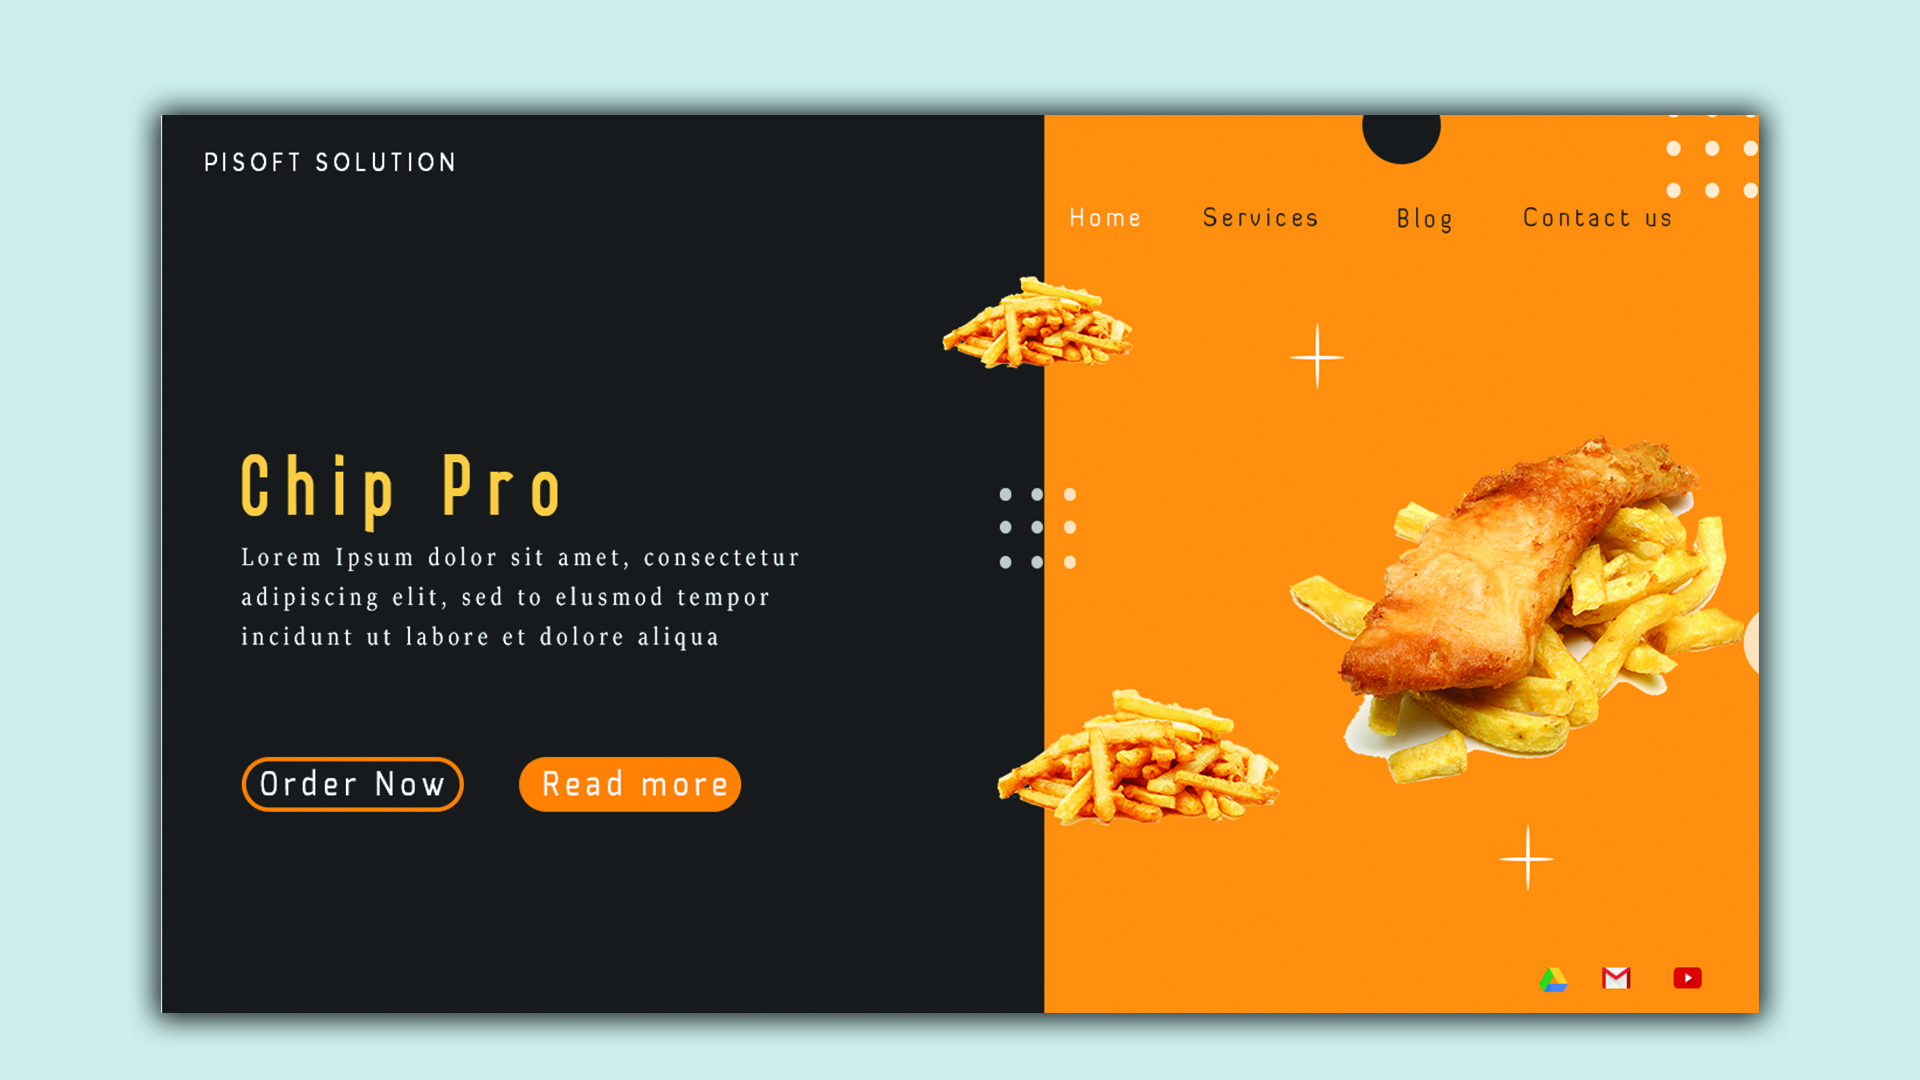 PISOFT SOLUTION
Home Services Blog Contact us
Chip Pro
Lorem Ipsum dolor sit amet, consectetur
adipiscing elit, sed to elusmod tempor
incidunt ut labore et dolore aliqua
Order Now Read more